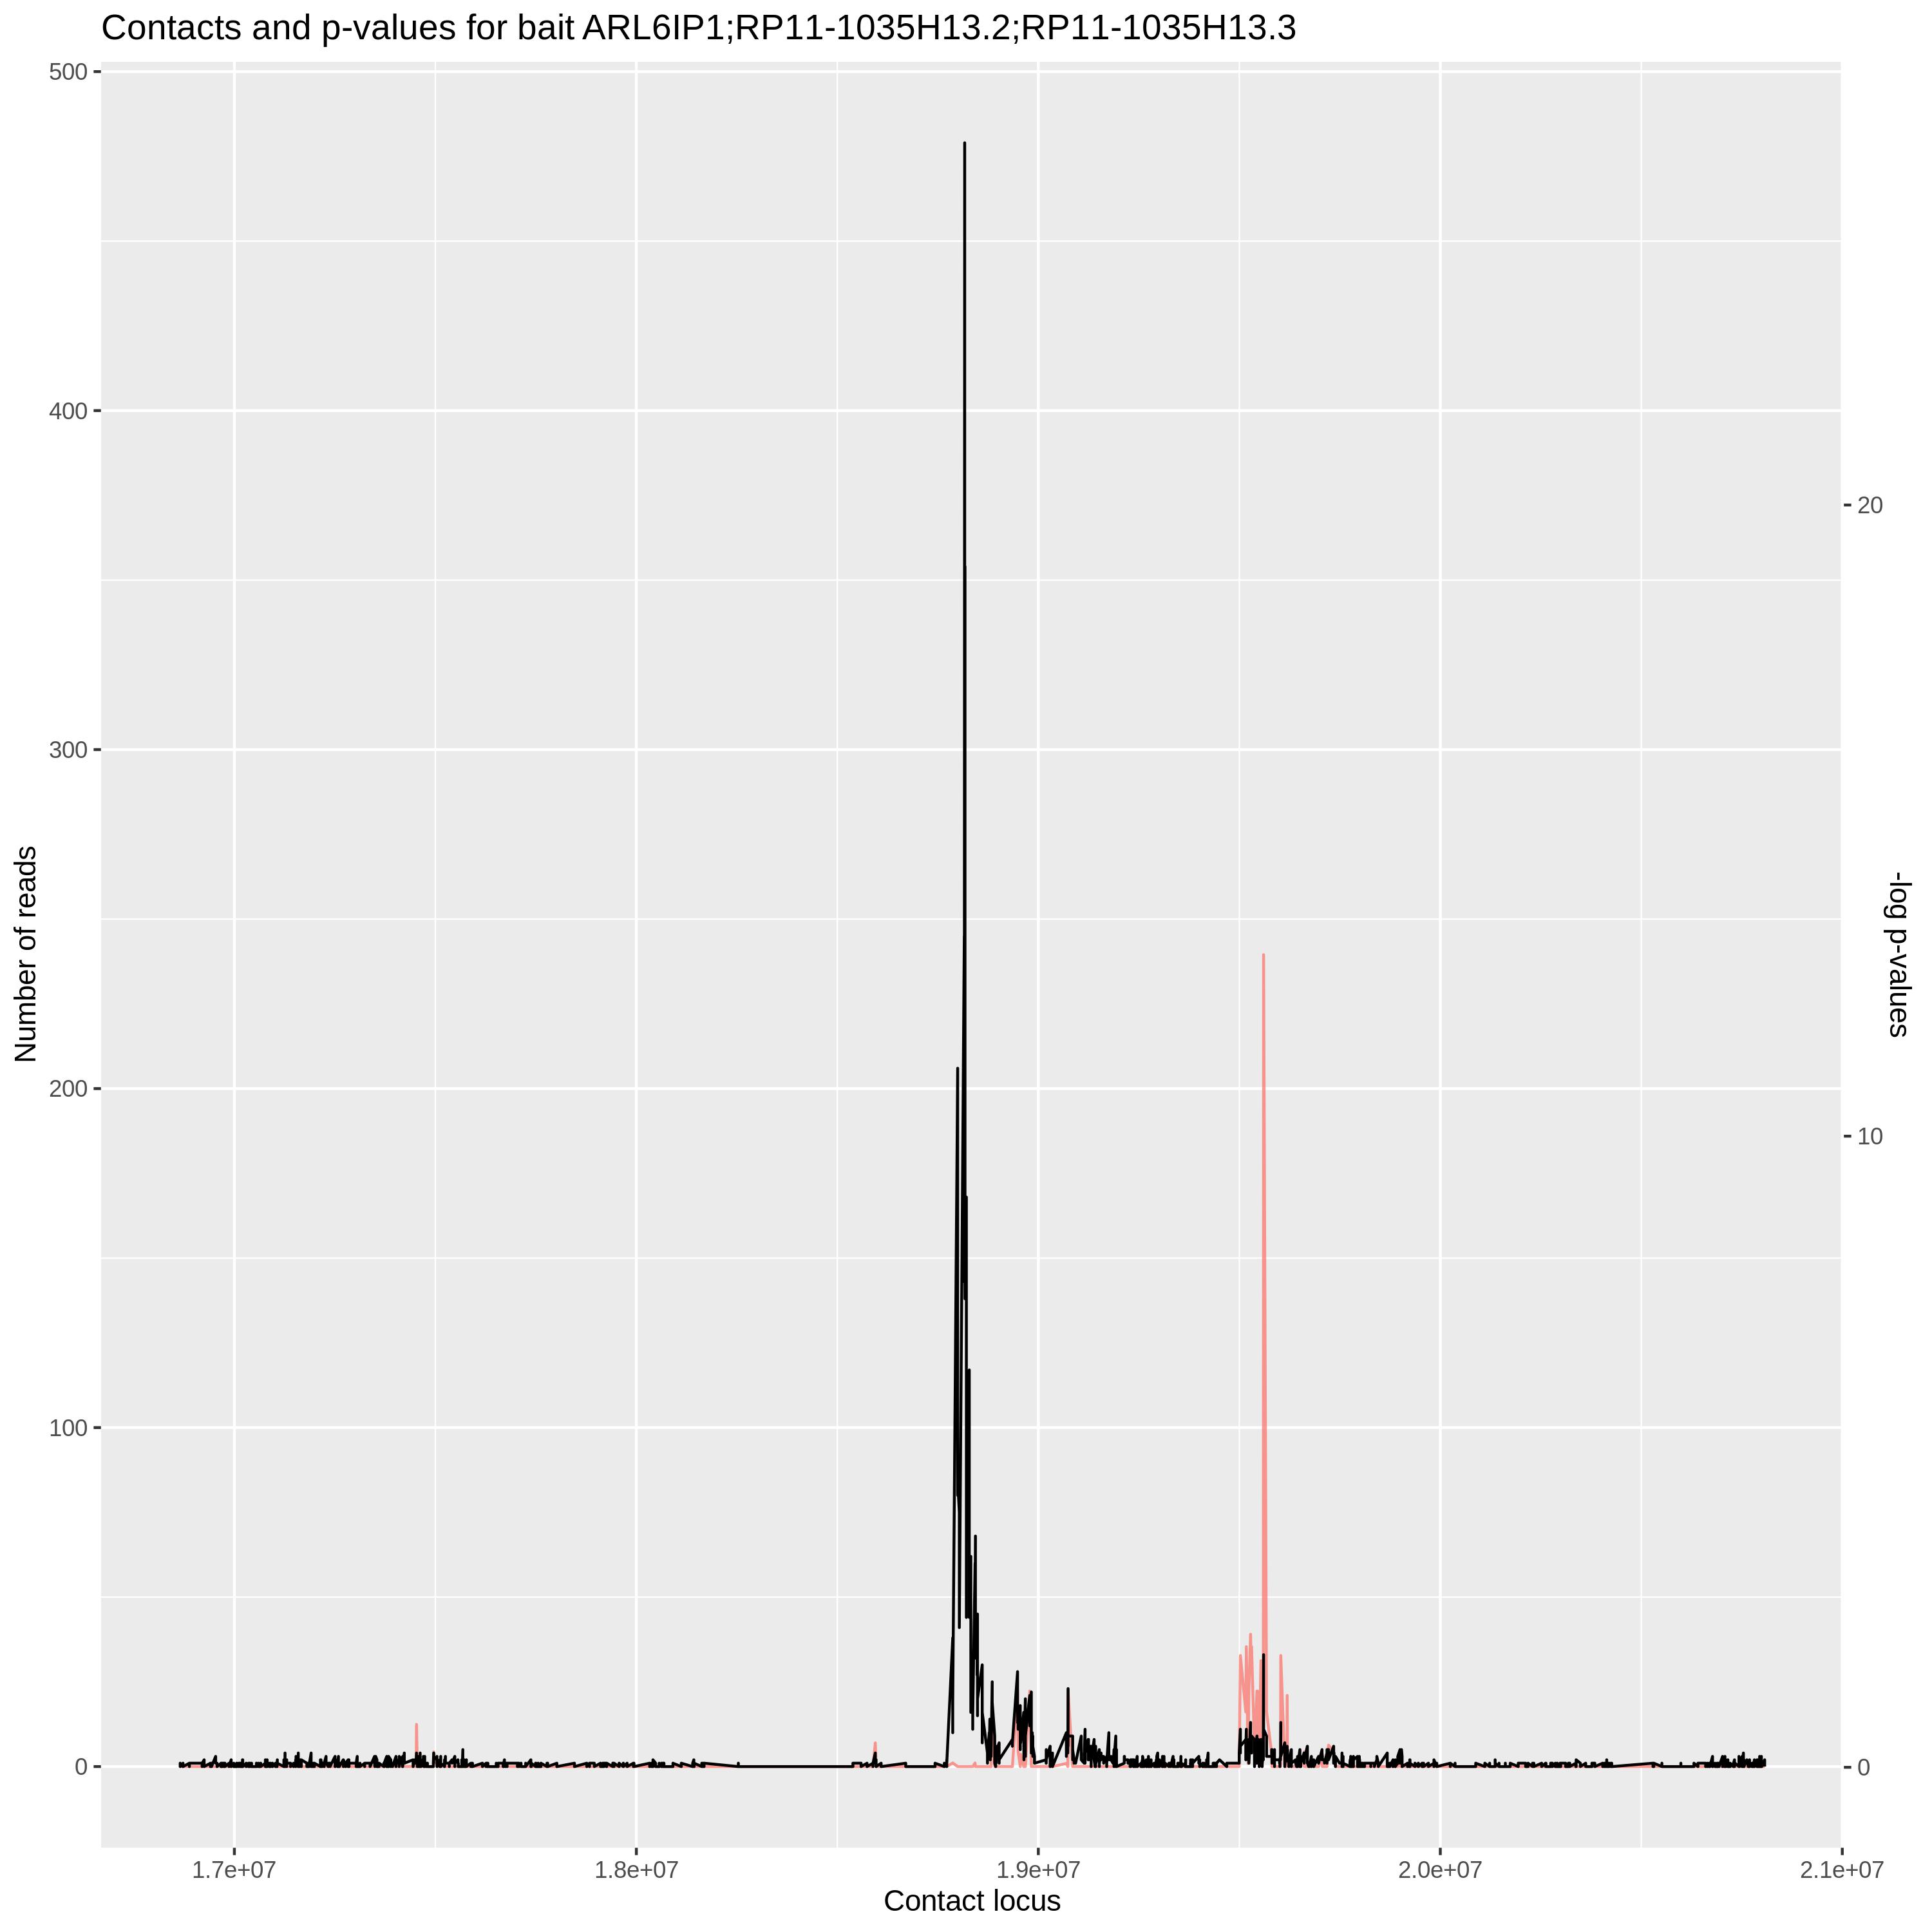 Contacts and p-values for bait ARL6IP1;RP11-1035H13.2;RP11-1035H13.3
500
400
300
200
100
0
Number of reads
20
10
0
-log p-values
1.7e+07 1.8e+07 1.9e+07 2.0e+07 2.1e+07
Contact locus